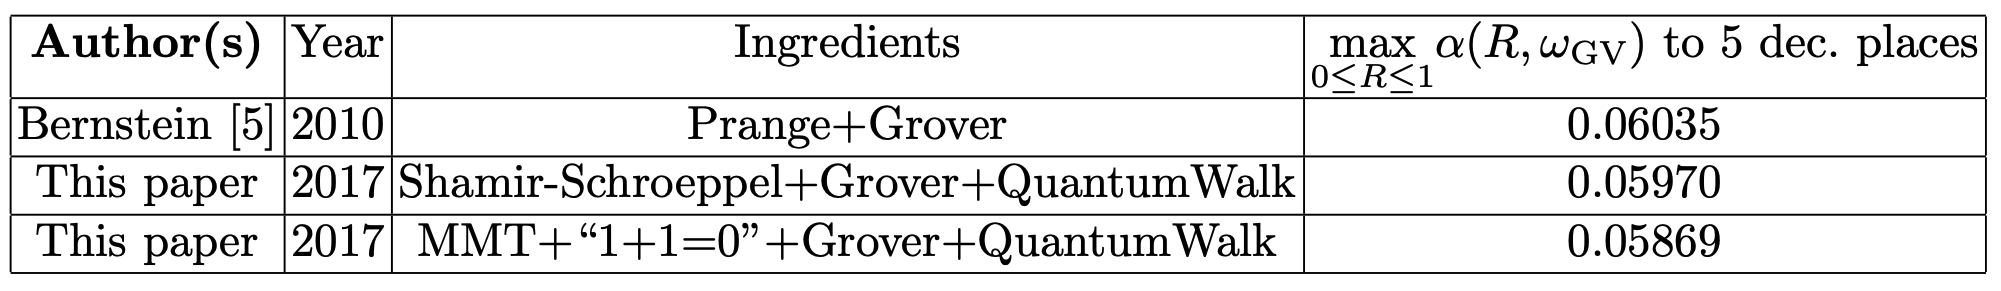 Author(s) Year Ingredients max 0≤R≤1 α(R, ω_GV) to 5 dec. places
Bernstein [5] 2010 Prange+Grover 0.06035
This paper 2017 Shamir-Schroeppel+Grover+QuantumWalk 0.05970
This paper 2017 MMT+“1+1=0”+Grover+QuantumWalk 0.05869